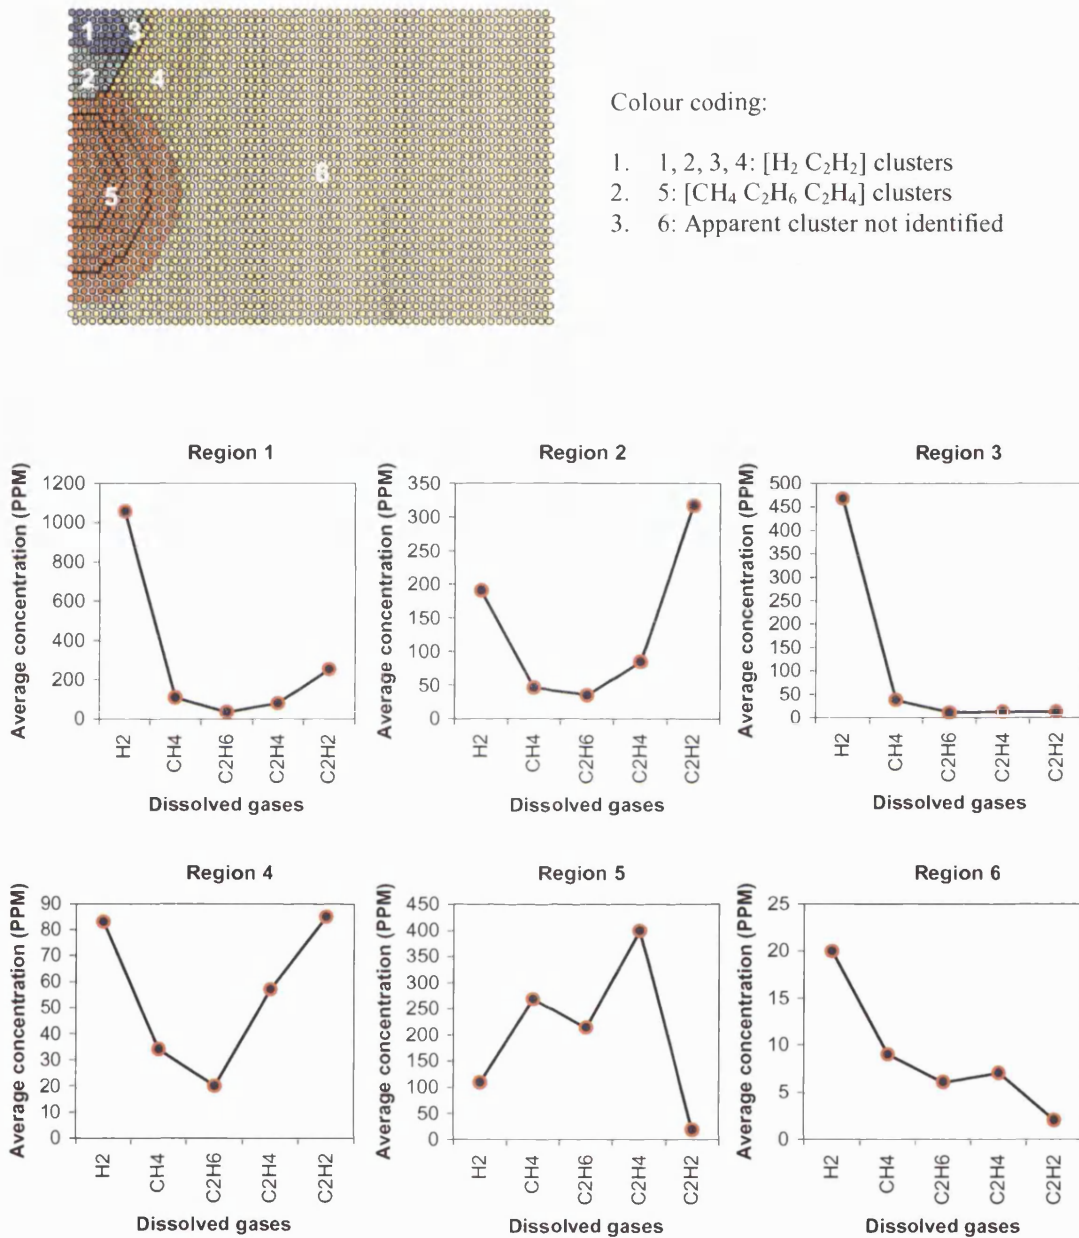 1
3
2
4
5
6
Colour coding:
1. 1, 2, 3, 4: [H₂ C₂H₂] clusters
2. 5: [CH₄ C₂H₆ C₂H₄] clusters
3. 6: Apparent cluster not identified
Region 1
Average concentration (PPM)
1200
1000
800
600
400
200
0
H2
CH4
C2H6
C2H4
C2H2
Dissolved gases
Region 2
Average concentration (PPM)
350
300
250
200
150
100
50
0
H2
CH4
C2H6
C2H4
C2H2
Dissolved gases
Region 3
Average concentration (PPM)
500
450
400
350
300
250
200
150
100
50
0
H2
CH4
C2H6
C2H4
C2H2
Dissolved gases
Region 4
Average concentration (PPM)
90
80
70
60
50
40
30
20
10
0
H2
CH4
C2H6
C2H4
C2H2
Dissolved gases
Region 5
Average concentration (PPM)
450
400
350
300
250
200
150
100
50
0
H2
CH4
C2H6
C2H4
C2H2
Dissolved gases
Region 6
Average concentration (PPM)
25
20
15
10
5
0
H2
CH4
C2H6
C2H4
C2H2
Dissolved gases